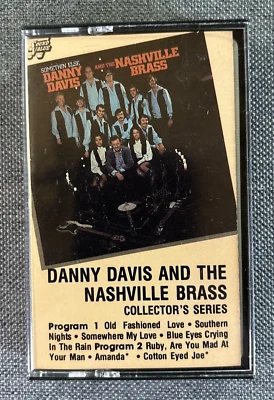 SOMETHIN' ELSE
DANNY DAVIS AND THE NASHVILLE BRASS
DANNY DAVIS AND THE
NASHVILLE BRASS
COLLECTOR'S SERIES
Program 1 Old Fashioned Love • Southern
Nights • Somewhere My Love • Blue Eyes Crying
In The Rain Program 2 Ruby, Are You Mad At
Your Man • Amanda* • Cotton Eyed Joe*